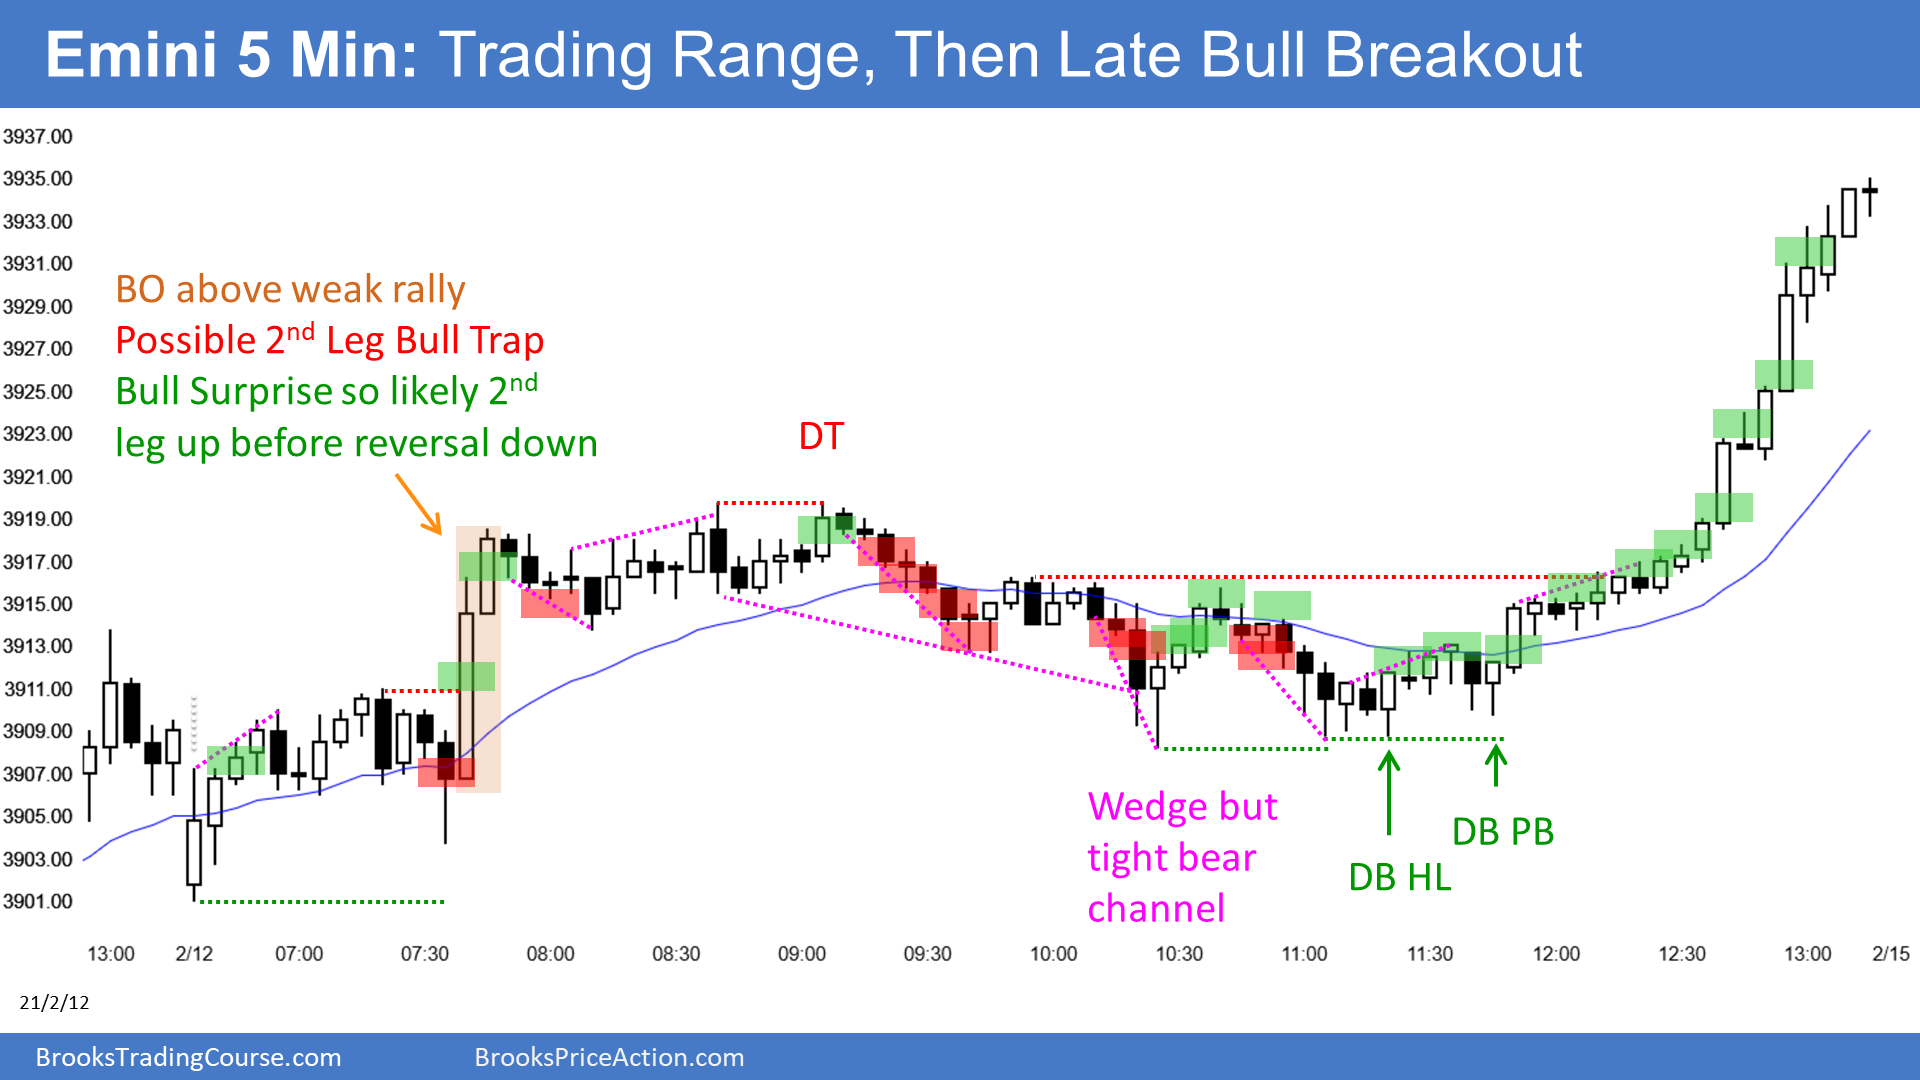 Emini 5 Min: Trading Range, Then Late Bull Breakout
3937.00
3935.00
3933.00
3931.00
3929.00
3927.00
3925.00
3923.00
3921.00
3919.00
3917.00
3915.00
3913.00
3911.00
3909.00
3907.00
3905.00
3903.00
3901.00
BO above weak rally
Possible 2nd Leg Bull Trap
Bull Surprise so likely 2nd
leg up before reversal down
DT
Wedge but
tight bear
channel
DB HL
DB PB
13:00 2/12 07:00 07:30 08:00 08:30 09:00 09:30 10:00 10:30 11:00 11:30 12:00 12:30 13:00 2/15
21/2/12
BrooksTradingCourse.com BrooksPriceAction.com